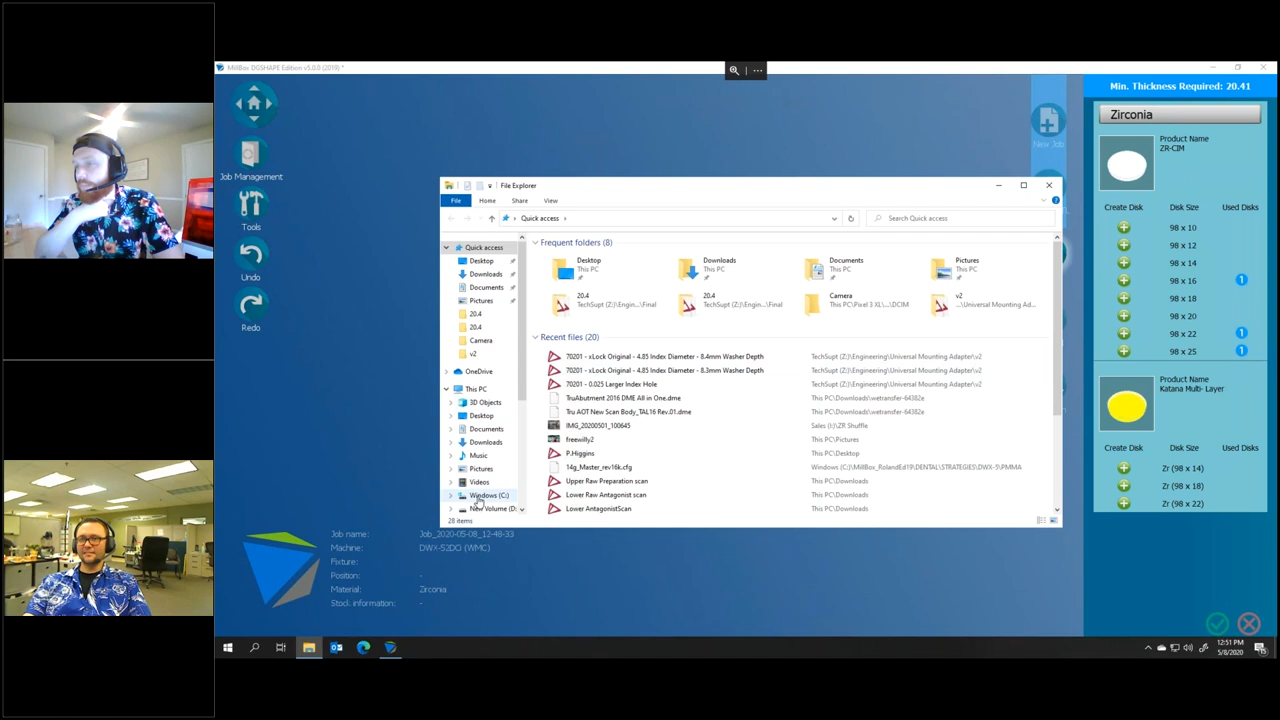 MillBox DGSHAPE Edition v5.0.0 (2019) *
Min. Thickness Required: 20.41
Zirconia
Product Name
ZR-CIM
Create Disk Disk Size Used Disks
98 x 10
98 x 12
98 x 14
98 x 16 1
98 x 18
98 x 20
98 x 22 1
98 x 25 1
Product Name
Katana Multi- Layer
Create Disk Disk Size Used Disks
Zr (98 x 14)
Zr (98 x 18)
Zr (98 x 22)
Job Management
Tools
Undo
Redo
New Job
File Explorer
File Home Share View
Quick access
Search Quick access
Quick access
Desktop
Downloads
Documents
Pictures
20.4
20.4
Camera
v2
OneDrive
This PC
3D Objects
Desktop
Documents
Downloads
Music
Pictures
Videos
Windows (C:)
New Volume (D:
28 items
Frequent folders (8)
Desktop
This PC
Downloads
This PC
Documents
This PC
Pictures
This PC
20.4
TechSupt (Z:)\Engin...\Final
20.4
TechSupt (Z:)\Engin...\Final
Camera
This PC\Pixel 3 XL\...\DCIM
v2
...\Universal Mounting Ad...
Recent files (20)
70201 - xLock Original - 4.85 Index Diameter - 8.4mm Washer Depth TechSupt (Z:)\Engineering\Universal Mounting Adapter\v2
70201 - xLock Original - 4.85 Index Diameter - 8.3mm Washer Depth TechSupt (Z:)\Engineering\Universal Mounting Adapter\v2
70201 - 0.025 Larger Index Hole TechSupt (Z:)\Engineering\Universal Mounting Adapter\v2
TruAbutment 2016 DME All in One.dme This PC\Downloads\wetransfer-64382e
Tru AOT New Scan Body_TAL16 Rev.01.dme This PC\Downloads\wetransfer-64382e
IMG_20200501_100645 Sales (I:)\ZR Shuffle
freewilly2 This PC\Pictures
P.Higgins This PC\Desktop
14g_Master_rev16k.cfg Windows (C:)\MillBox_RolandEd19\DENTAL\STRATEGIES\DWX-5\PMMA
Upper Raw Preparation scan This PC\Downloads
Lower Raw Antagonist scan This PC\Downloads
Lower AntagonistScan This PC\Downloads
Job name: Job_2020-05-08_12-48-33
Machine: DWX-52DCi (WMC)
Fixture:
Position: -
Material: Zirconia
Stock information: -
12:51 PM
5/8/2020